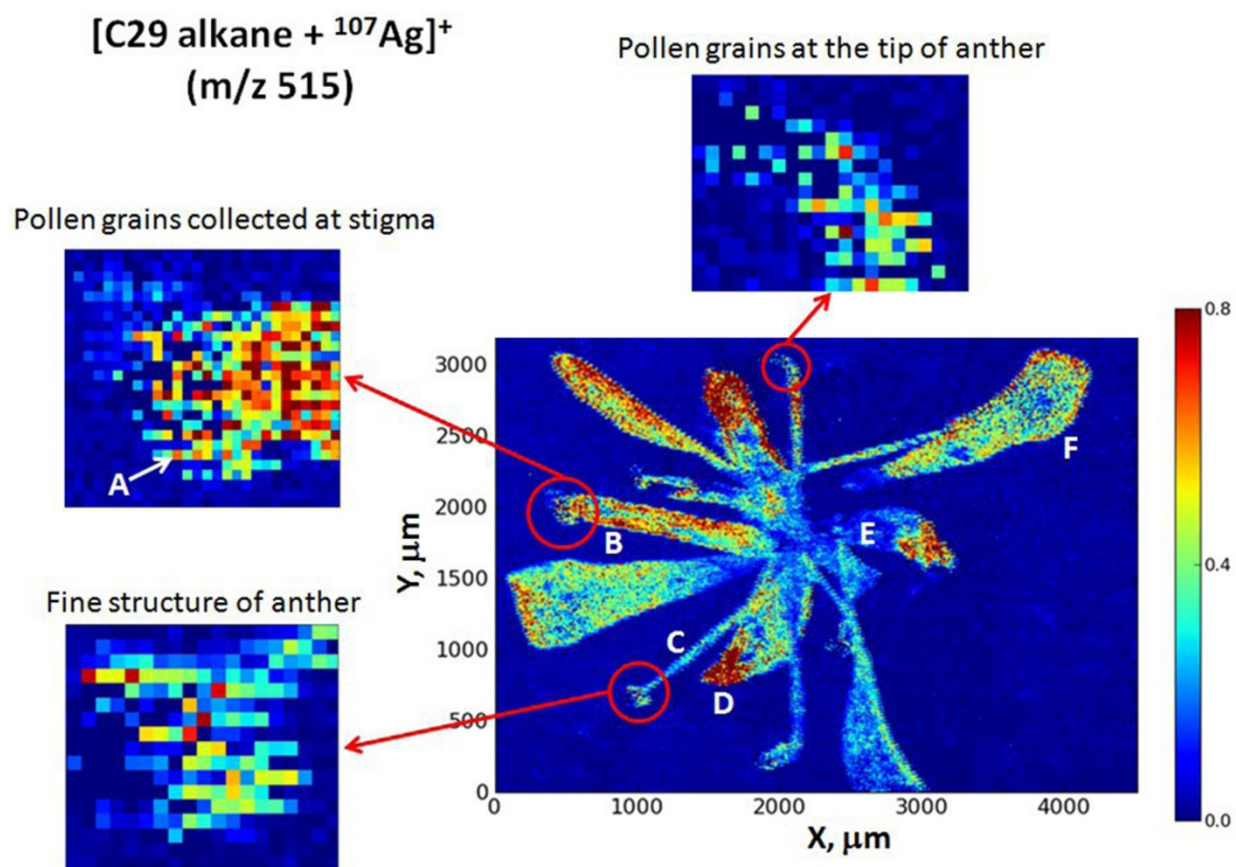 [C29 alkane + ¹⁰⁷Ag]⁺
(m/z 515)
Pollen grains at the tip of anther
Pollen grains collected at stigma
A
Fine structure of anther
Y, µm
3000
2500
2000
1500
1000
500
0
0
1000
2000
3000
4000
X, µm
B
C
D
E
F
0.8
0.4
0.0